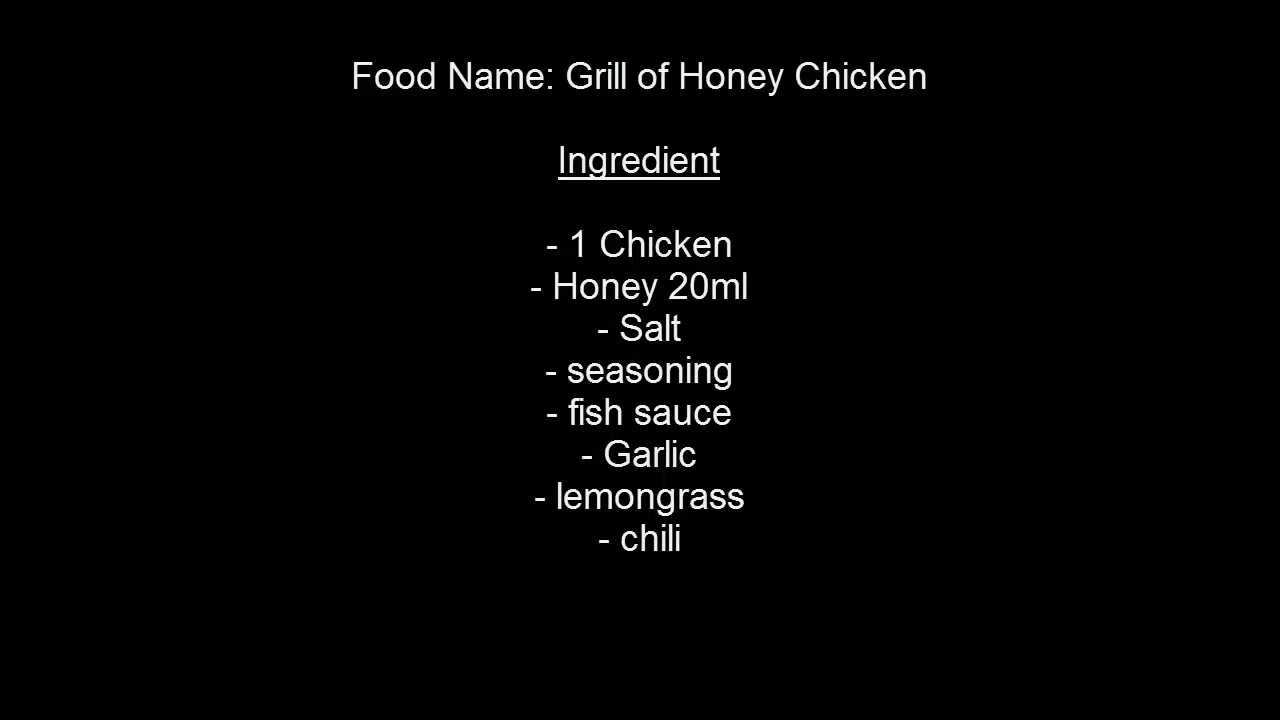 Food Name: Grill of Honey Chicken
Ingredient
- 1 Chicken
- Honey 20ml
- Salt
- seasoning
- fish sauce
- Garlic
- lemongrass
- chili